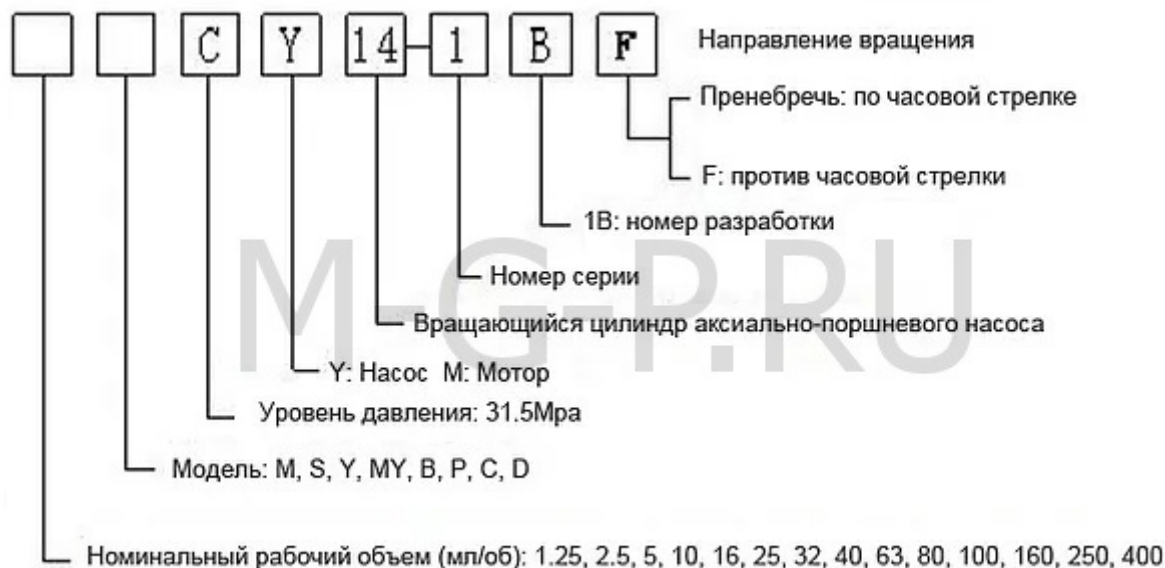 C Y 14-1 B F Направление вращения
Пренебречь: по часовой стрелке
F: против часовой стрелки
1B: номер разработки
Номер серии
Вращающийся цилиндр аксиально-поршневого насоса
Y: Насос М: Мотор
Уровень давления: 31.5Mpa
Модель: M, S, Y, MY, B, P, C, D
Номинальный рабочий объем (мл/об): 1.25, 2.5, 5, 10, 16, 25, 32, 40, 63, 80, 100, 160, 250, 400
M-G-P.RU